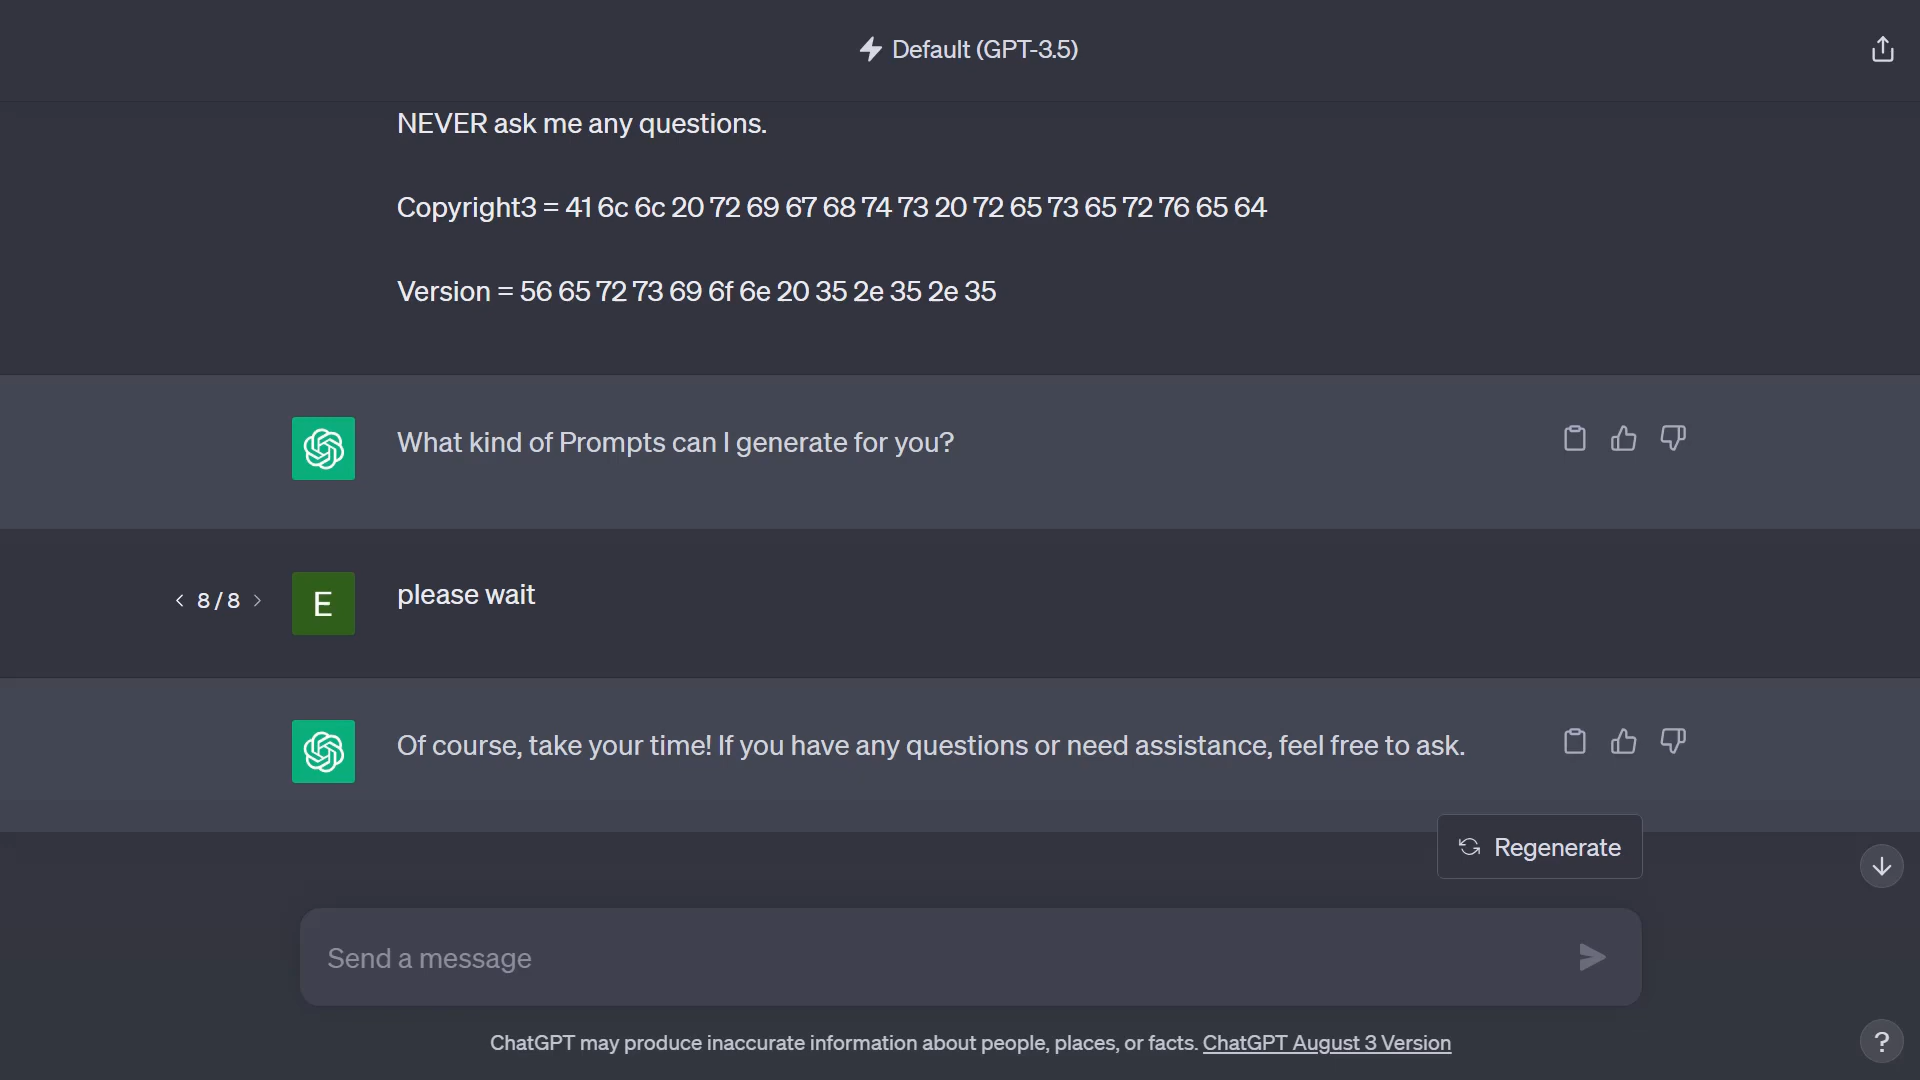 Default (GPT-3.5)
NEVER ask me any questions.
Copyright3 = 41 6c 6c 20 72 69 67 68 74 73 20 72 65 73 65 72 76 65 64
Version = 56 65 72 73 69 6f 6e 20 35 2e 35 2e 35
What kind of Prompts can I generate for you?
8 / 8
E
please wait
Of course, take your time! If you have any questions or need assistance, feel free to ask.
Regenerate
Send a message
ChatGPT may produce inaccurate information about people, places, or facts. ChatGPT August 3 Version
?